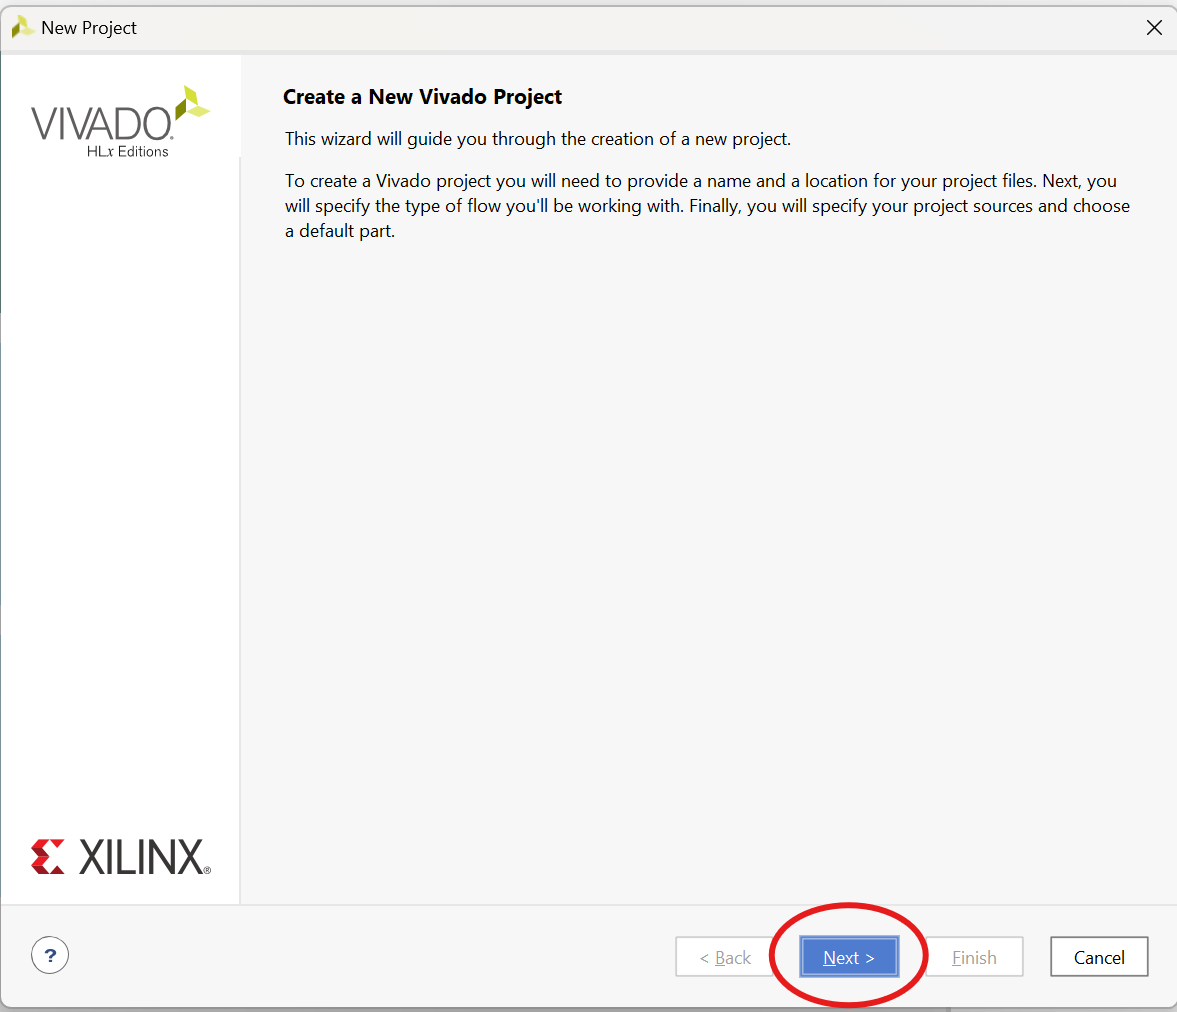 New Project
VIVADO®
HLx Editions
Create a New Vivado Project
This wizard will guide you through the creation of a new project.
To create a Vivado project you will need to provide a name and a location for your project files. Next, you
will specify the type of flow you'll be working with. Finally, you will specify your project sources and choose
a default part.
XILINX®
?
< Back
Next >
Finish
Cancel